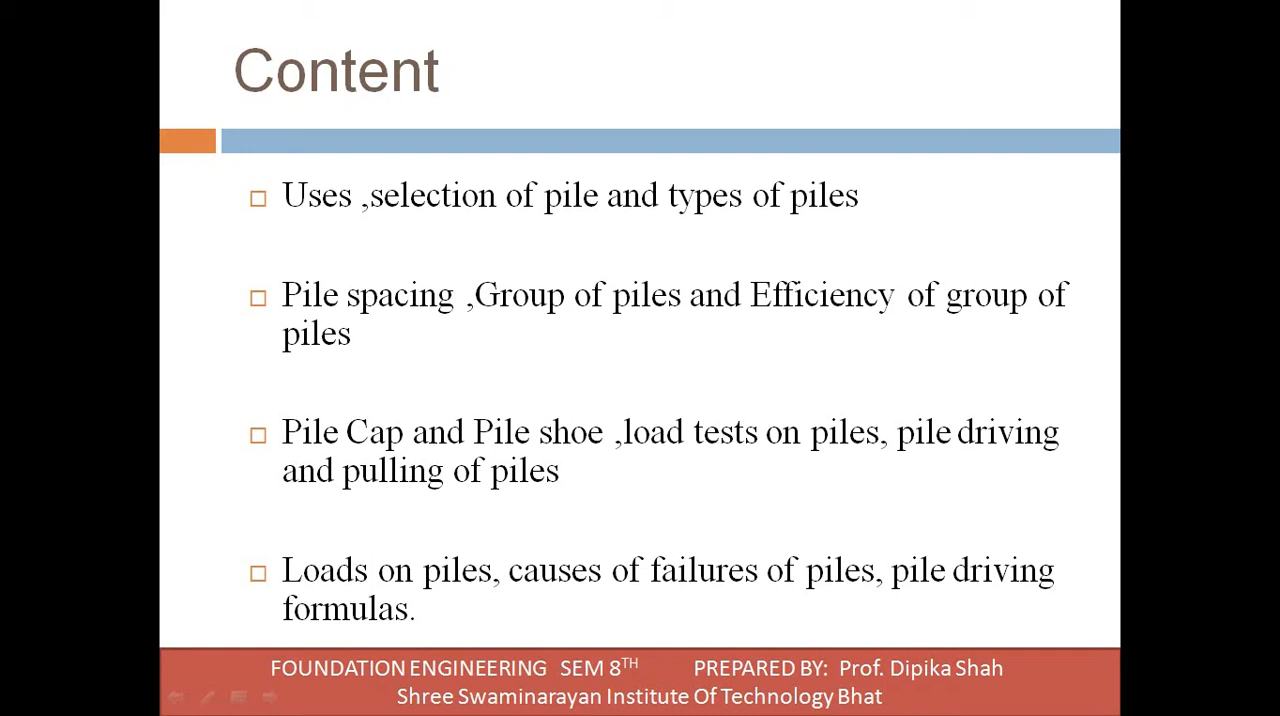 Content
Uses ,selection of pile and types of piles
Pile spacing ,Group of piles and Efficiency of group of
piles
Pile Cap and Pile shoe ,load tests on piles, pile driving
and pulling of piles
Loads on piles, causes of failures of piles, pile driving
formulas.
FOUNDATION ENGINEERING SEM 8TH PREPARED BY: Prof. Dipika Shah
Shree Swaminarayan Institute Of Technology Bhat